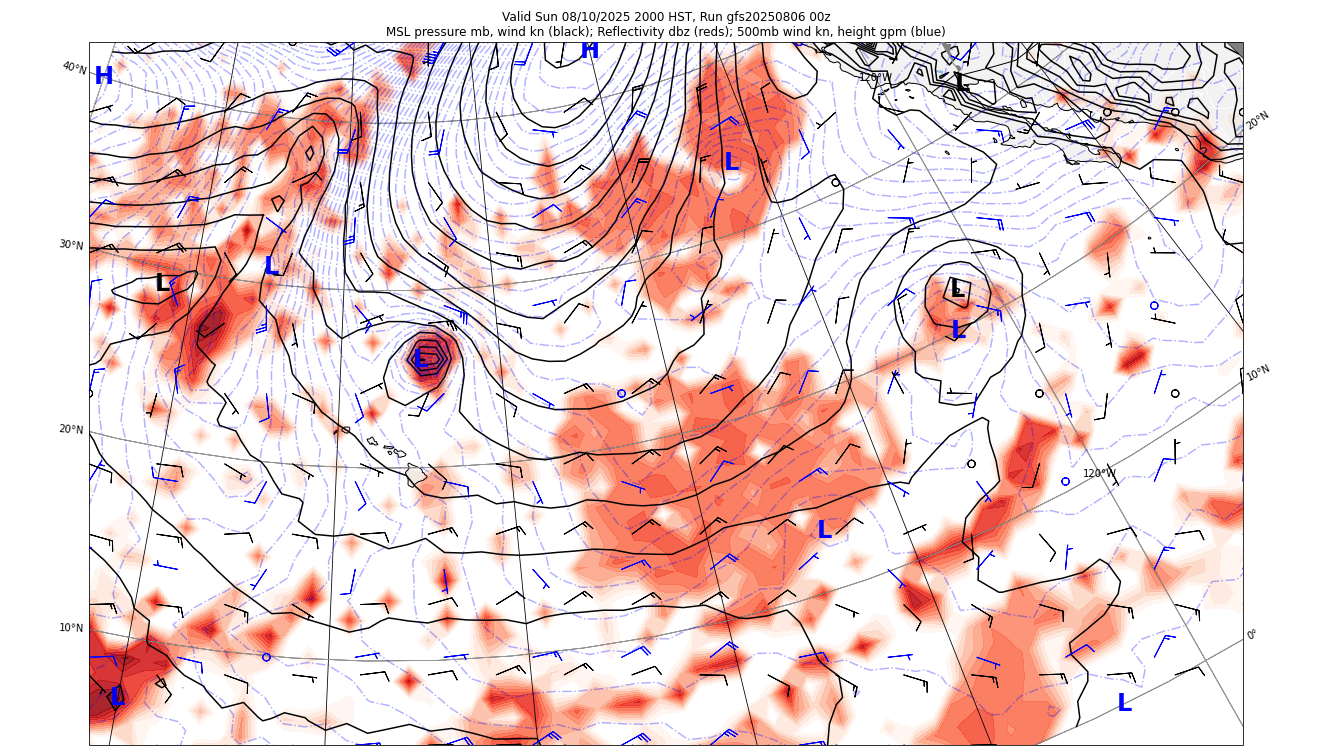 Valid Sun 08/10/2025 2000 HST, Run gfs20250806 00z
MSL pressure mb, wind kn (black); Reflectivity dbz (reds); 500mb wind kn, height gpm (blue)
H
H
40°N
120°W
L
20°N
L
30°N
L
L
L
L
10°N
L
20°N
120°W
L
10°N
0°
L
L